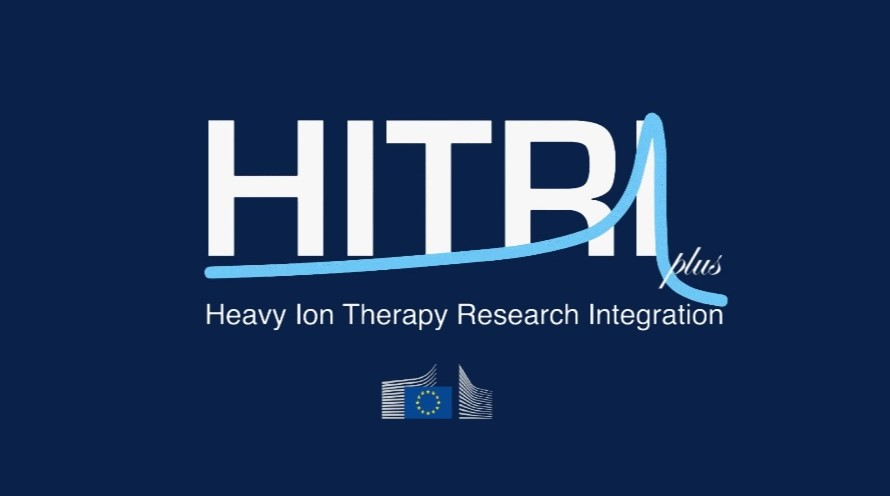 HITRI
plus
Heavy Ion Therapy Research Integration